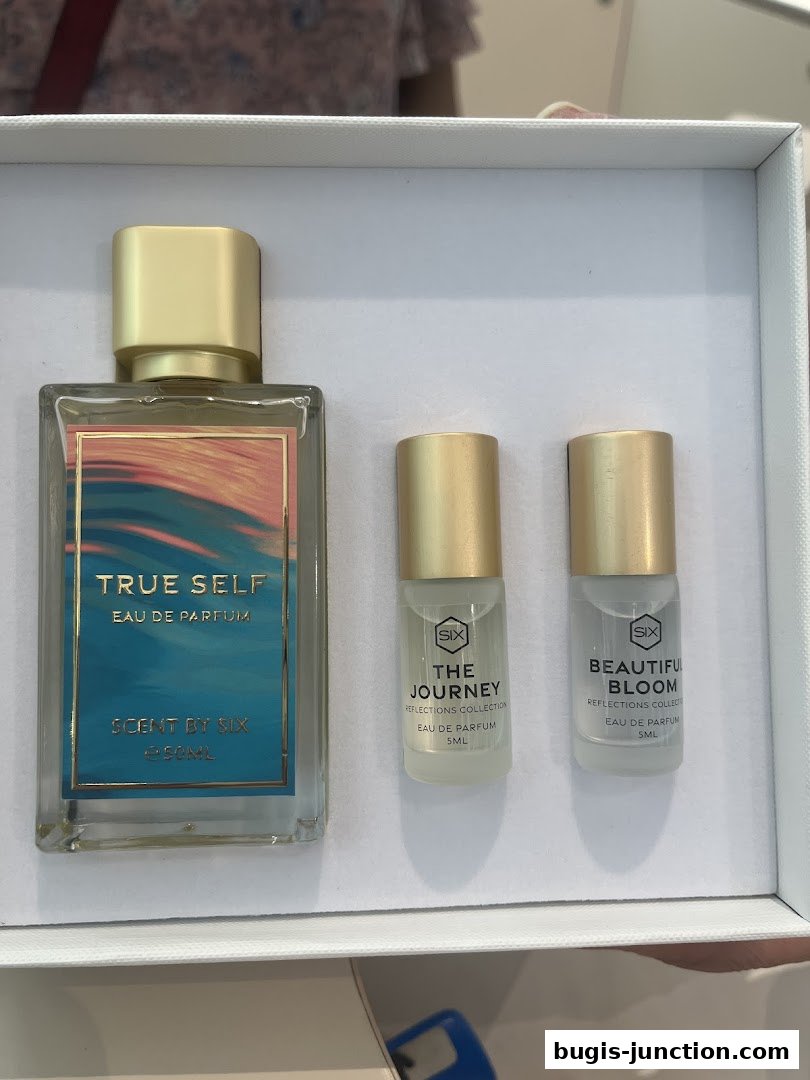 TRUE SELF
EAU DE PARFUM
SCENT BY SIX
℮ 50ML
SIX
THE
JOURNEY
REFLECTIONS COLLECTION
EAU DE PARFUM
5ML
SIX
BEAUTIFUL
BLOOM
REFLECTIONS COLLECTION
EAU DE PARFUM
5ML
bugis-junction.com